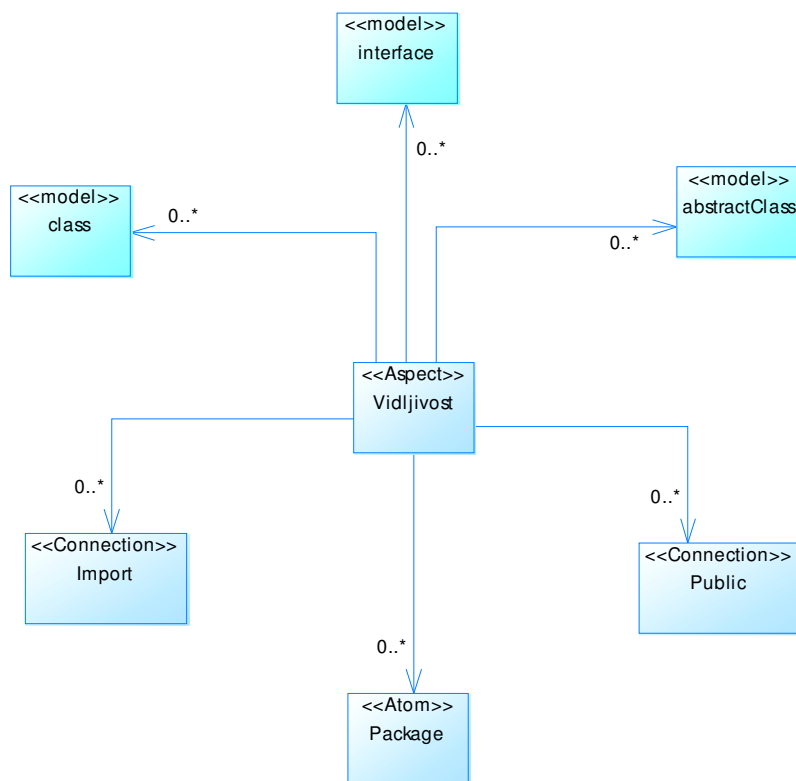 <<model>>
interface
0..*
<<model>>
class
0..*
<<model>>
abstractClass
0..*
<<Aspect>>
Vidljivost
0..*
<<Connection>>
Import
0..*
<<Connection>>
Public
0..*
<<Atom>>
Package